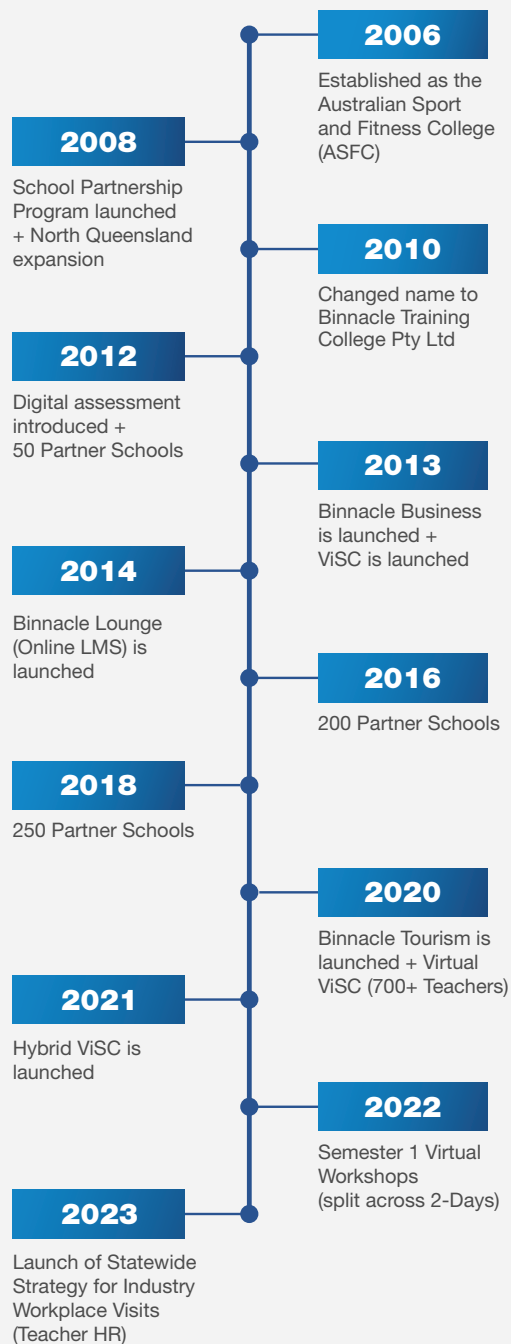 2006
Established as the
Australian Sport
and Fitness College
(ASFC)
2008
School Partnership
Program launched
+ North Queensland
expansion
2010
Changed name to
Binnacle Training
College Pty Ltd
2012
Digital assessment
introduced +
50 Partner Schools
2013
Binnacle Business
is launched +
ViSC is launched
2014
Binnacle Lounge
(Online LMS) is
launched
2016
200 Partner Schools
2018
250 Partner Schools
2020
Binnacle Tourism is
launched + Virtual
ViSC (700+ Teachers)
2021
Hybrid ViSC is
launched
2022
Semester 1 Virtual
Workshops
(split across 2-Days)
2023
Launch of Statewide
Strategy for Industry
Workplace Visits
(Teacher HR)